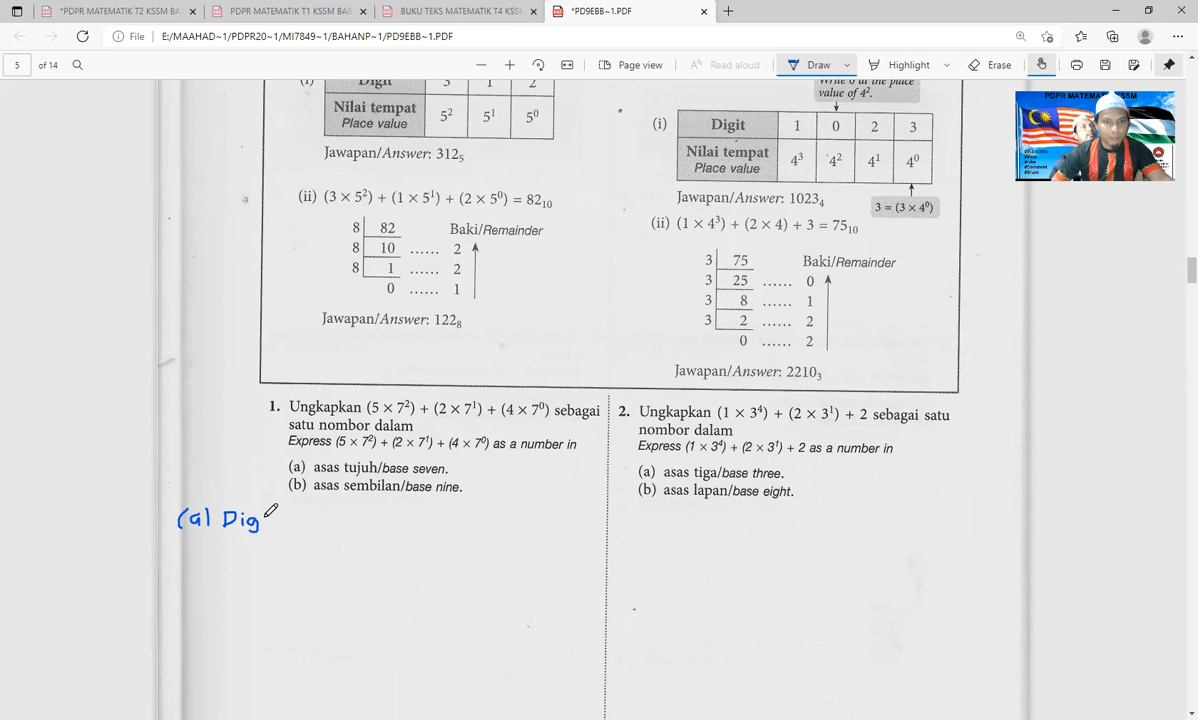 *PDPR MATEMATIK T2 KSSM BA
PDPR MATEMATIK T1 KSSM BAB
BUKU TEKS MATEMATIK T4 KSS
*PD9EBB~1.PDF
File
E:/MAAHAD~1/PDPR20~1/MI7849~1/BAHANP~1/PD9EBB~1.PDF
5 of 14
Page view
Read aloud
Draw
Highlight
Erase
PDPR MATEMATIK KSSM
(i) Digit 3 1 2
Nilai tempat
Place value
5² 5¹ 5⁰
Jawapan/Answer: 312₅
(ii) (3 × 5²) + (1 × 5¹) + (2 × 5⁰) = 82₁₀
8 82 Baki/Remainder
8 10 ...... 2
8 1 ...... 2
0 ...... 1
Jawapan/Answer: 122₈
Write 0 at the place
value of 4².
(i) Digit 1 0 2 3
Nilai tempat
Place value
4³ 4² 4¹ 4⁰
Jawapan/Answer: 1023₄
3 = (3 × 4⁰)
(ii) (1 × 4³) + (2 × 4) + 3 = 75₁₀
3 75 Baki/Remainder
3 25 ...... 0
3 8 ...... 1
3 2 ...... 2
0 ...... 2
Jawapan/Answer: 2210₃
1. Ungkapkan (5 × 7²) + (2 × 7¹) + (4 × 7⁰) sebagai
satu nombor dalam
Express (5 × 7²) + (2 × 7¹) + (4 × 7⁰) as a number in
(a) asas tujuh/base seven.
(b) asas sembilan/base nine.
(a) Dig
2. Ungkapkan (1 × 3⁴) + (2 × 3¹) + 2 sebagai satu
nombor dalam
Express (1 × 3⁴) + (2 × 3¹) + 2 as a number in
(a) asas tiga/base three.
(b) asas lapan/base eight.